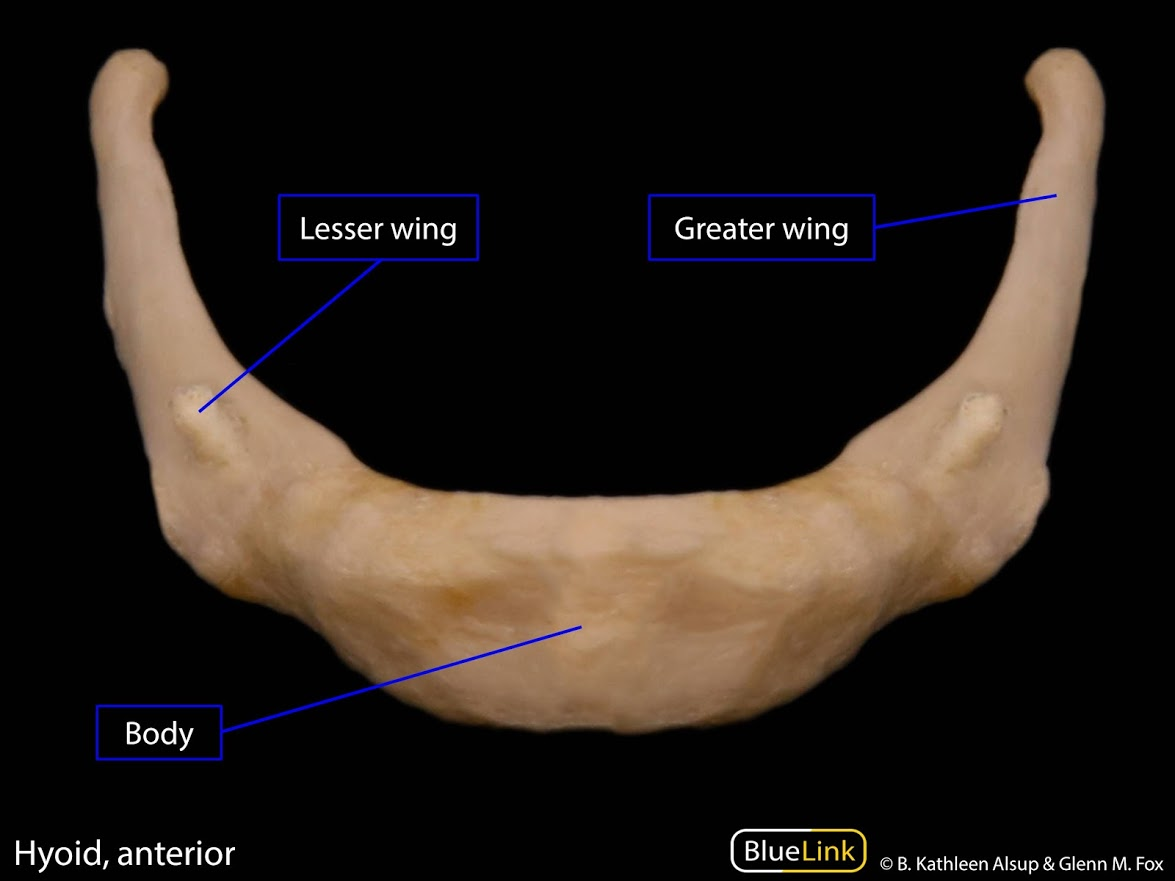 Lesser wing
Greater wing
Body
Hyoid, anterior
BlueLink
© B. Kathleen Alsup & Glenn M. Fox